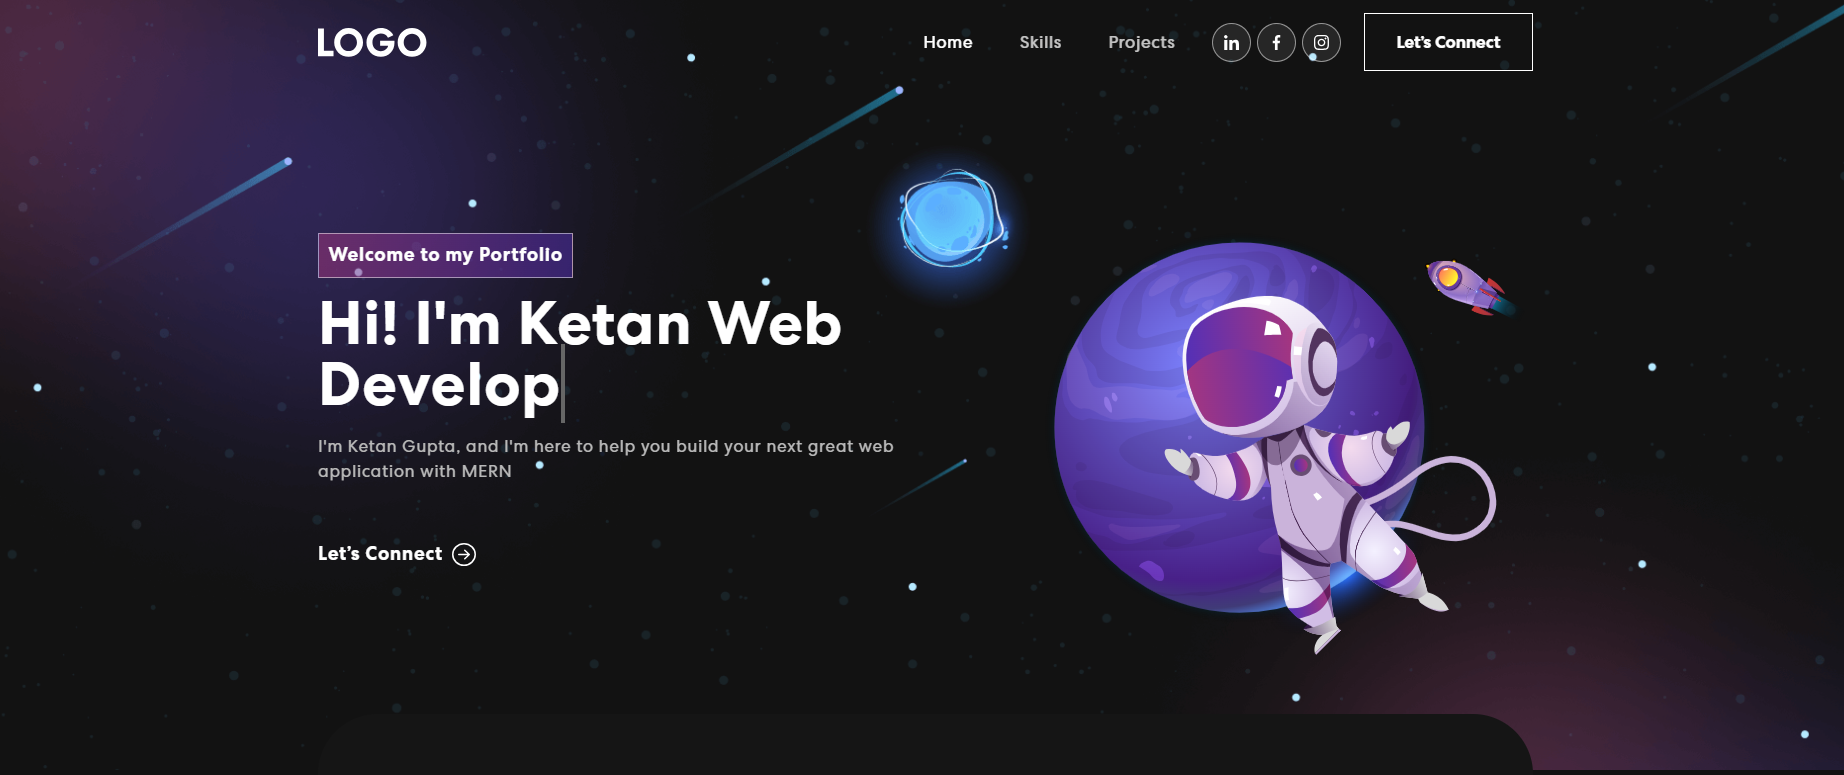 LOGO
Home Skills Projects in f Let's Connect
Welcome to my Portfolio
Hi! I'm Ketan Web
Develop
I'm Ketan Gupta, and I'm here to help you build your next great web
application with MERN
Let's Connect